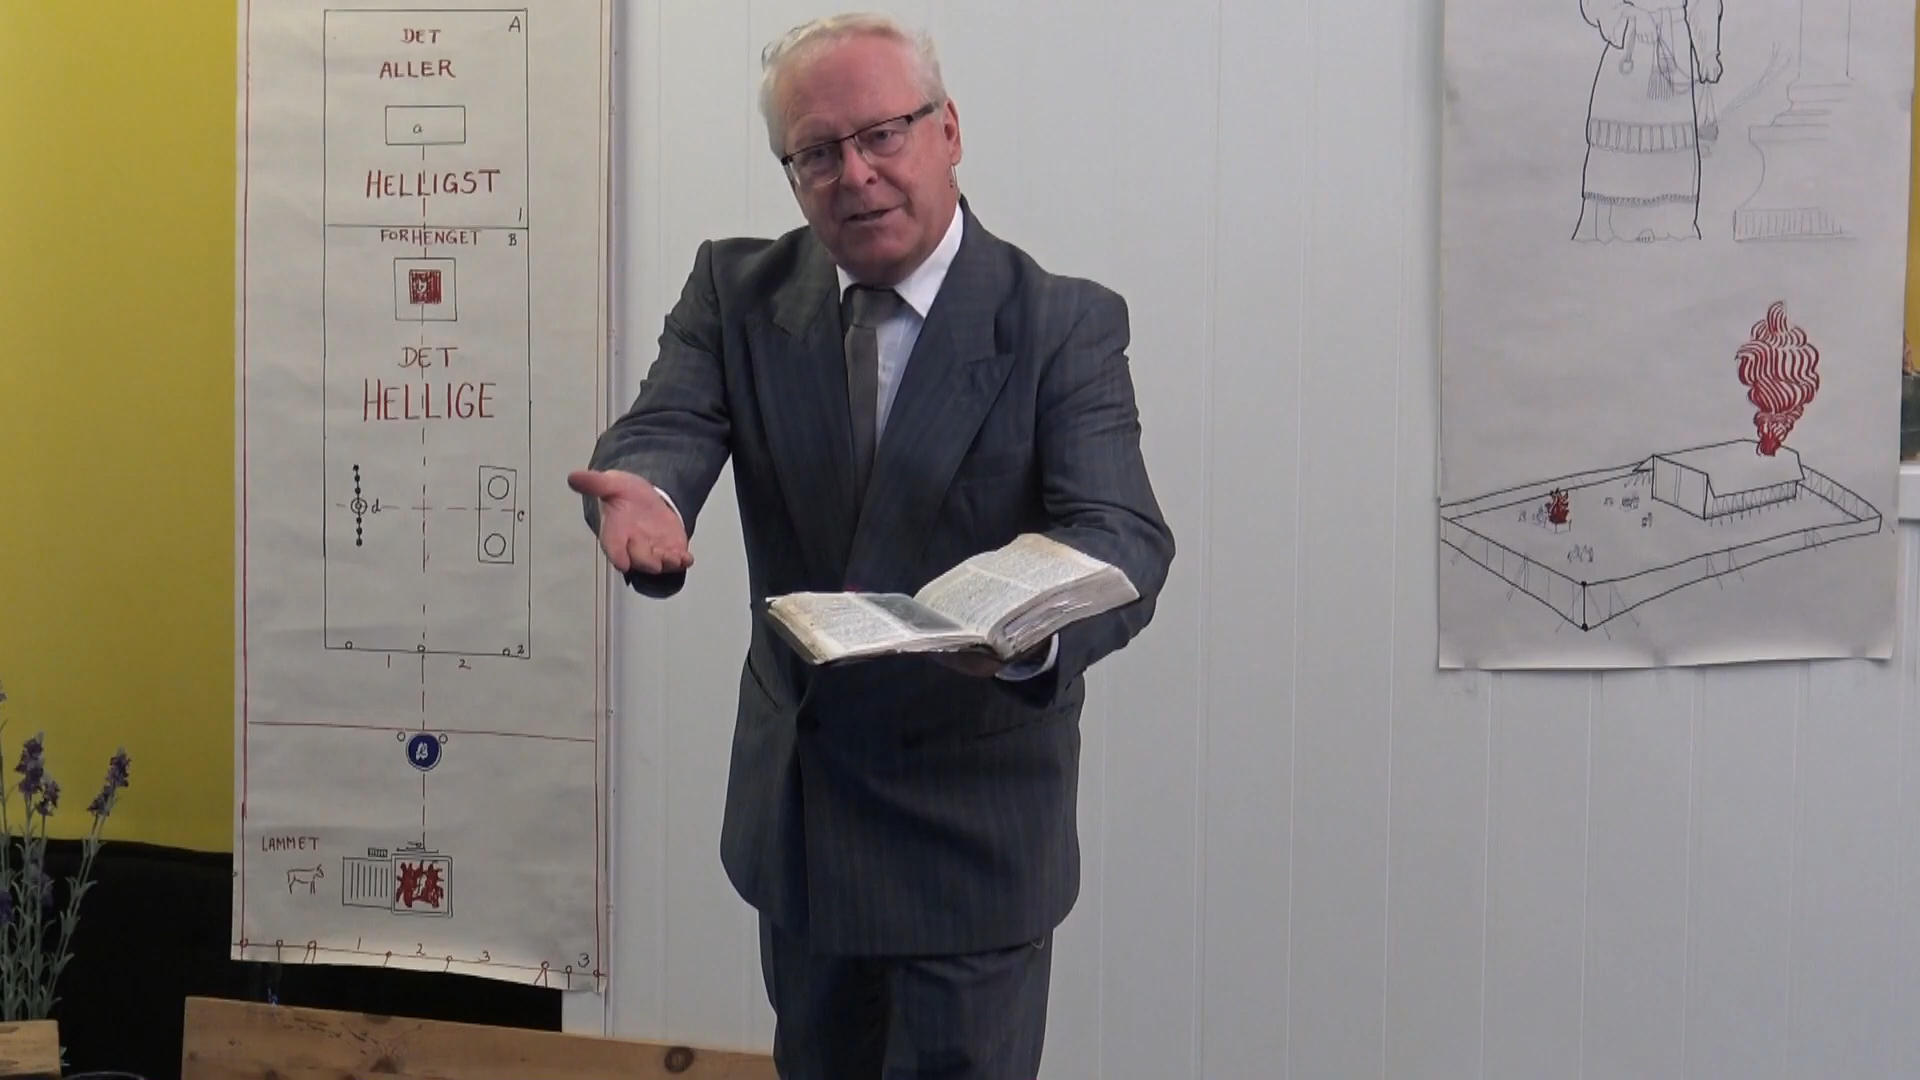 A
DET
ALLER
a
HELLIGST
1
FORHENGET B
DET
HELLIGE
d
c
2
1 2
LAMMET
1 2 3 3